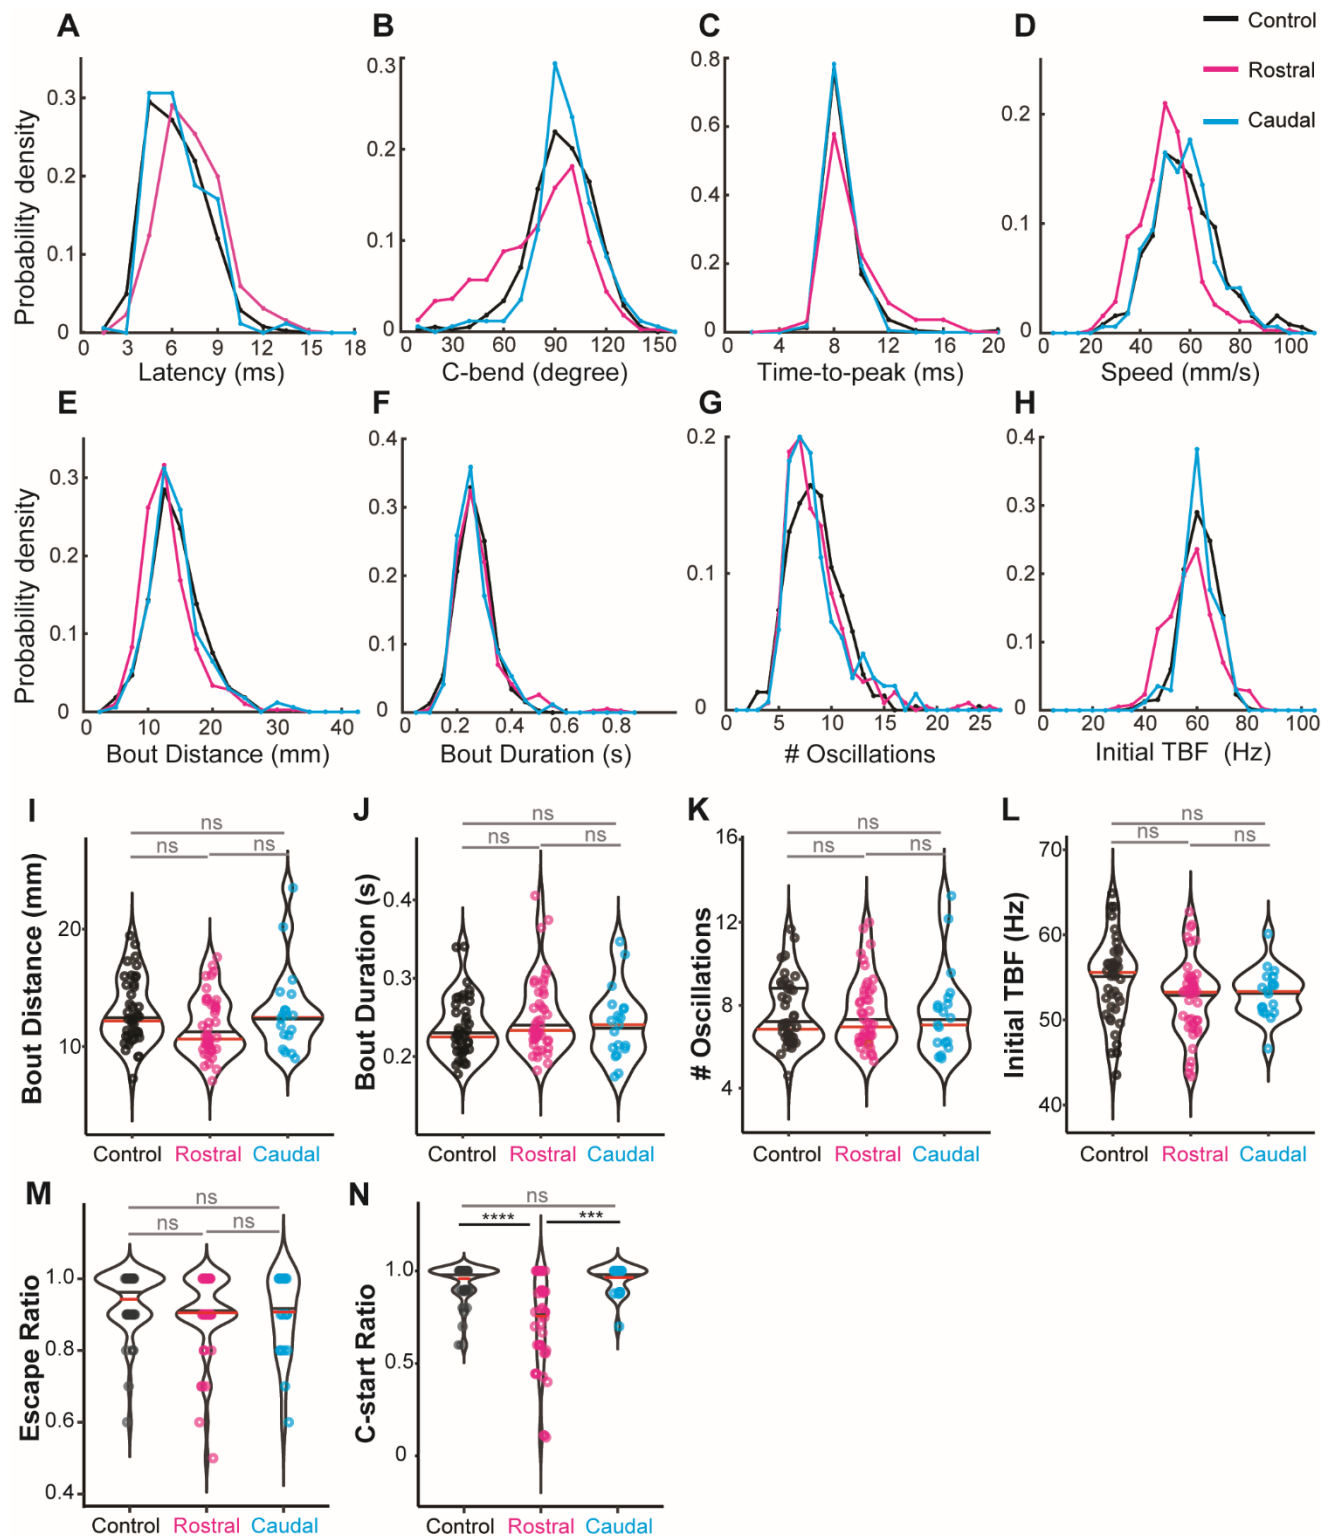 A
B
C
D
Control
Rostral
Caudal
Probability density
0.3
0.2
0.1
0
0 3 6 9 12 15 18
Latency (ms)
0.3
0.2
0.1
0
0 30 60 90 120 150
C-bend (degree)
0.8
0.6
0.4
0.2
0
0 4 8 12 16 20
Time-to-peak (ms)
0.2
0.1
0
0 20 40 60 80 100
Speed (mm/s)
E
F
G
H
Probability density
0.3
0.2
0.1
0
0 10 20 30 40
Bout Distance (mm)
0.4
0.3
0.2
0.1
0
0 0.2 0.4 0.6 0.8
Bout Duration (s)
0.2
0.1
0
0 5 10 15 20 25
# Oscillations
0.4
0.3
0.2
0.1
0
0 20 40 60 80 100
Initial TBF (Hz)
I
J
K
L
Bout Distance (mm)
20
10
ns
ns
ns
Control Rostral Caudal
Bout Duration (s)
0.4
0.3
0.2
ns
ns
ns
Control Rostral Caudal
# Oscillations
16
12
8
4
ns
ns
ns
Control Rostral Caudal
Initial TBF (Hz)
70
60
50
40
ns
ns
ns
Control Rostral Caudal
M
N
Escape Ratio
1.0
0.8
0.6
0.4
ns
ns
ns
Control Rostral Caudal
C-start Ratio
1.0
0.5
0
ns
****
***
Control Rostral Caudal